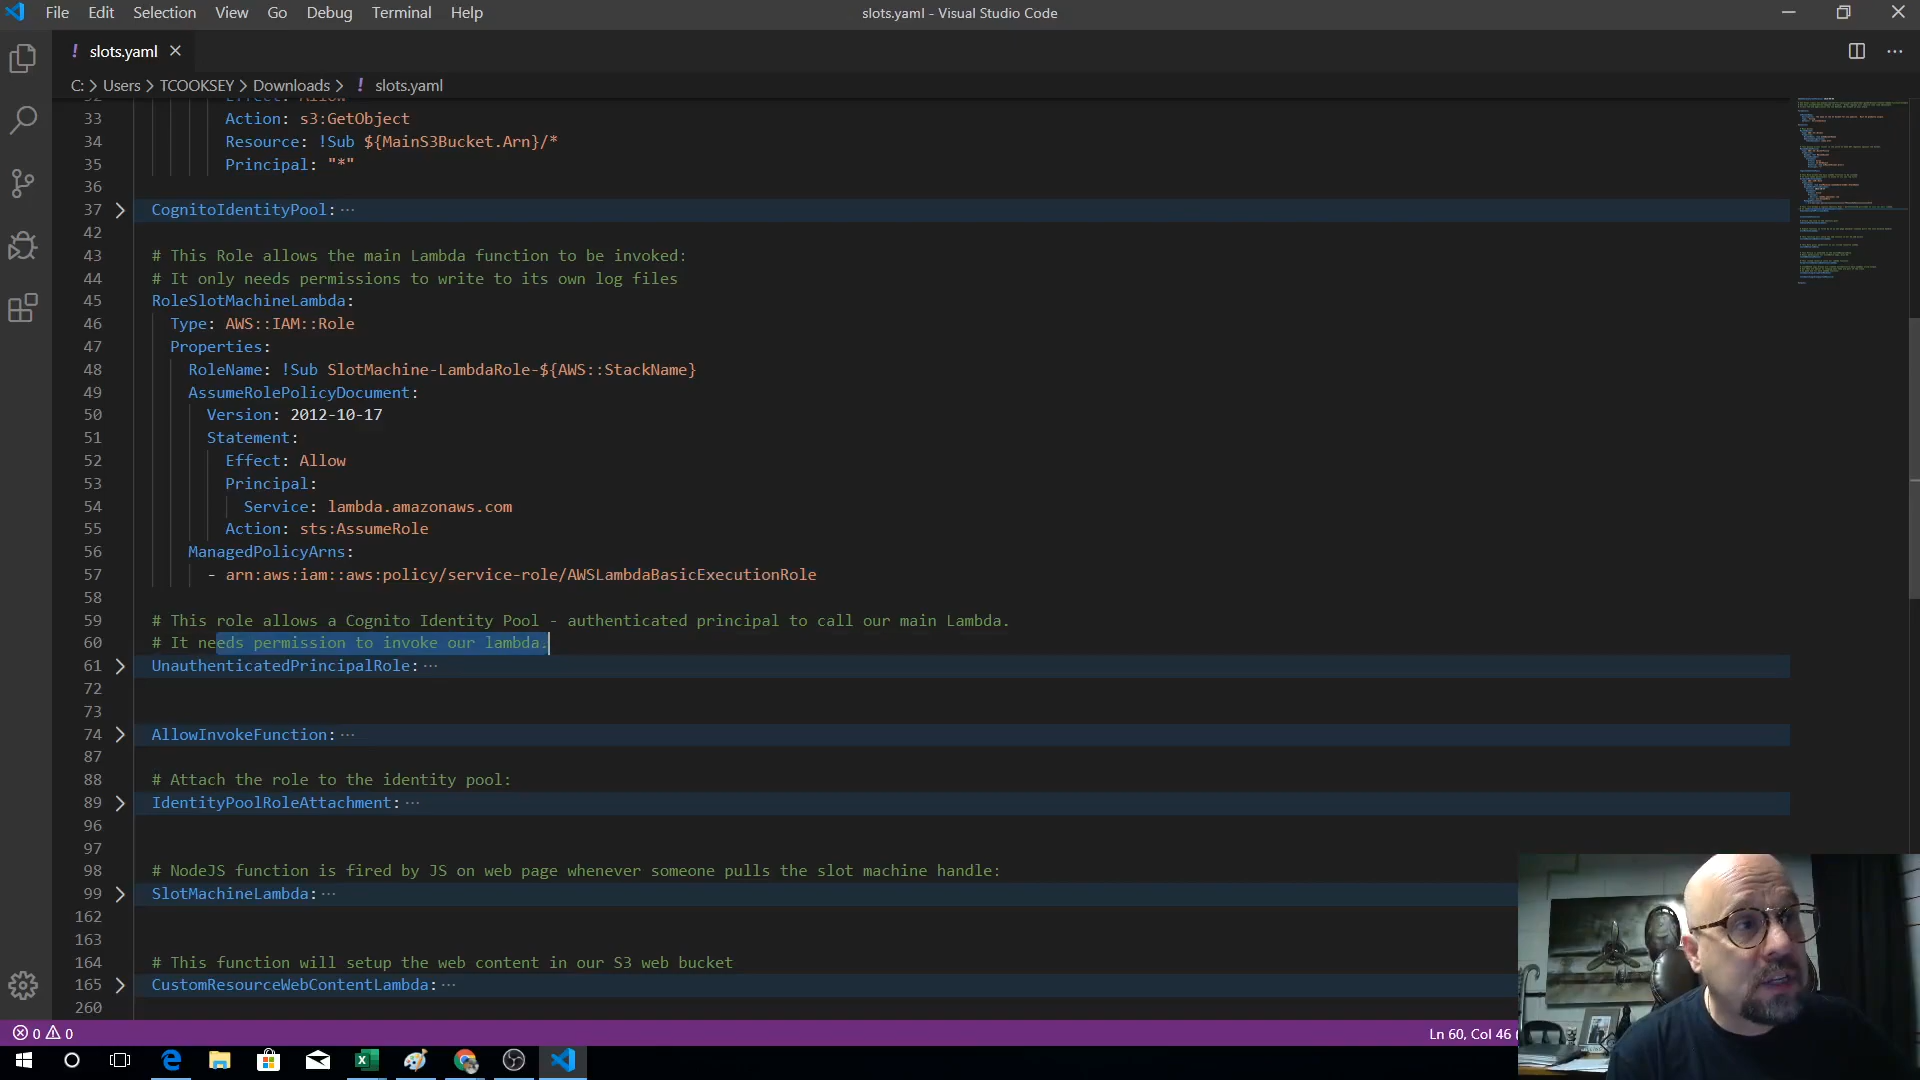 File Edit Selection View Go Debug Terminal Help
slots.yaml - Visual Studio Code
! slots.yaml
C: > Users > TCOOKSEY > Downloads > ! slots.yaml
32 Effect: Allow
33 Action: s3:GetObject
34 Resource: !Sub ${MainS3Bucket.Arn}/*
35 Principal: "*"
36
37 CognitoIdentityPool: ···
42
43 # This Role allows the main Lambda function to be invoked:
44 # It only needs permissions to write to its own log files
45 RoleSlotMachineLambda:
46 Type: AWS::IAM::Role
47 Properties:
48 RoleName: !Sub SlotMachine-LambdaRole-${AWS::StackName}
49 AssumeRolePolicyDocument:
50 Version: 2012-10-17
51 Statement:
52 Effect: Allow
53 Principal:
54 Service: lambda.amazonaws.com
55 Action: sts:AssumeRole
56 ManagedPolicyArns:
57 - arn:aws:iam::aws:policy/service-role/AWSLambdaBasicExecutionRole
58
59 # This role allows a Cognito Identity Pool - authenticated principal to call our main Lambda.
60 # It needs permission to invoke our lambda.
61 UnauthenticatedPrincipalRole: ···
72
73
74 AllowInvokeFunction: ···
87
88 # Attach the role to the identity pool:
89 IdentityPoolRoleAttachment: ···
96
97
98 # NodeJS function is fired by JS on web page whenever someone pulls the slot machine handle:
99 SlotMachineLambda: ···
162
163
164 # This function will setup the web content in our S3 web bucket
165 CustomResourceWebContentLambda: ···
260
0 0
Ln 60, Col 46 (